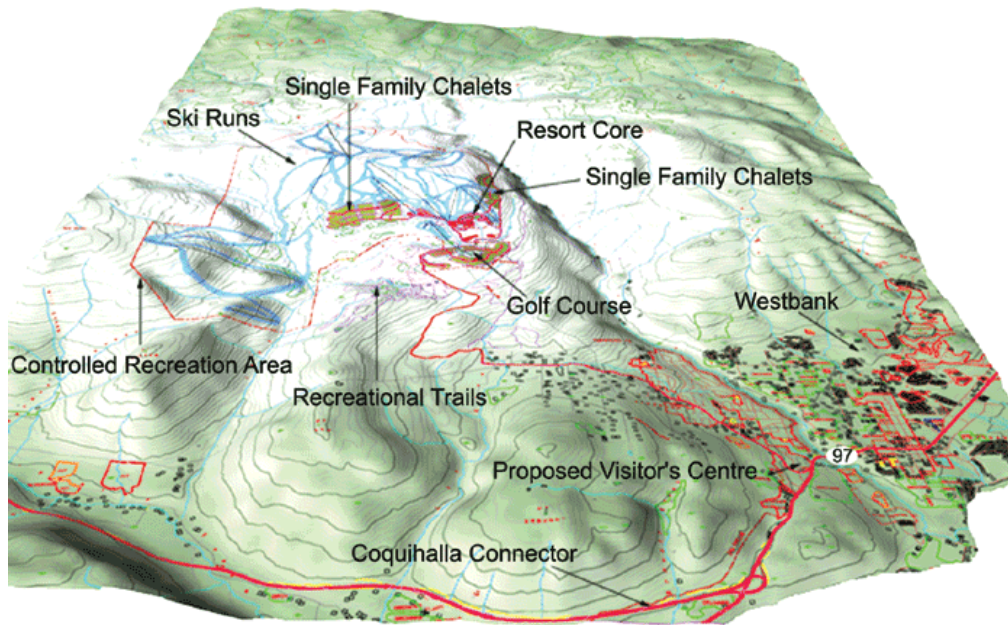 Single Family Chalets
Ski Runs
Resort Core
Single Family Chalets
Golf Course
Westbank
Controlled Recreation Area
Recreational Trails
97
Proposed Visitor's Centre
Coquihalla Connector